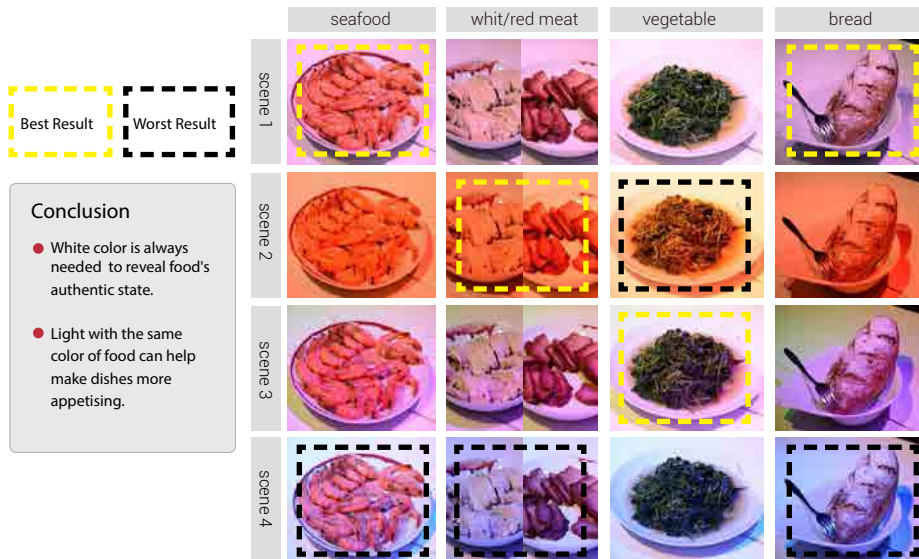 seafood
whit/red meat
vegetable
bread
scene 1
Best Result
Worst Result
scene 2
Conclusion
White color is always
needed to reveal food's
authentic state.
Light with the same
color of food can help
make dishes more
appetising.
scene 3
scene 4